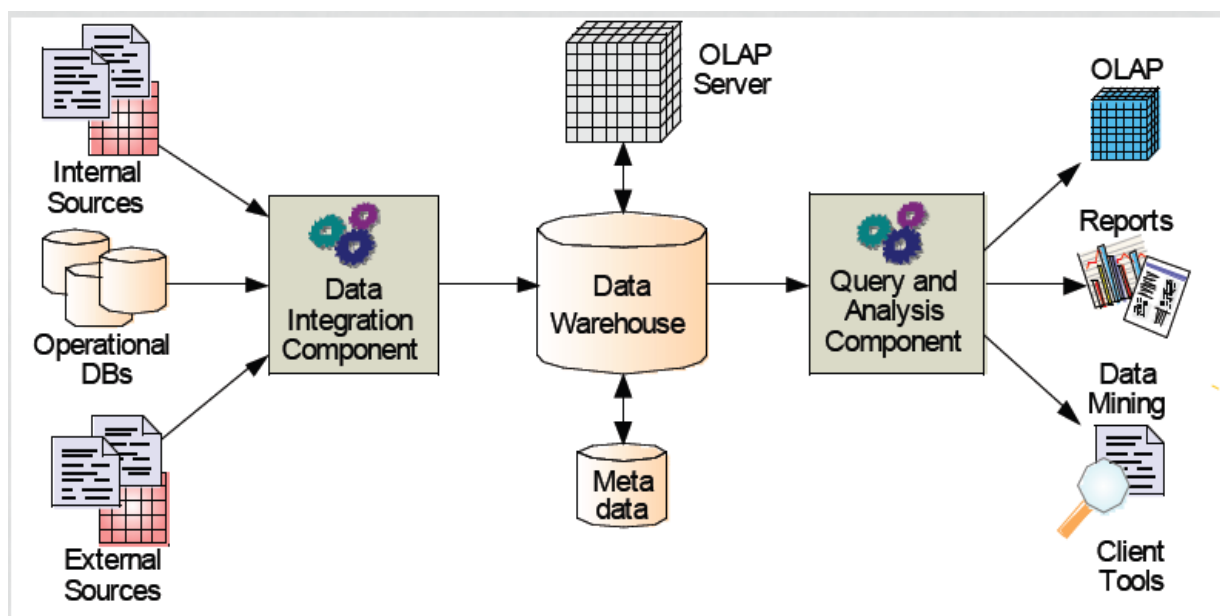 Internal
Sources
Operational
DBs
External
Sources
Data
Integration
Component
OLAP
Server
Data
Warehouse
Meta
data
Query and
Analysis
Component
OLAP
Reports
Data
Mining
Client
Tools